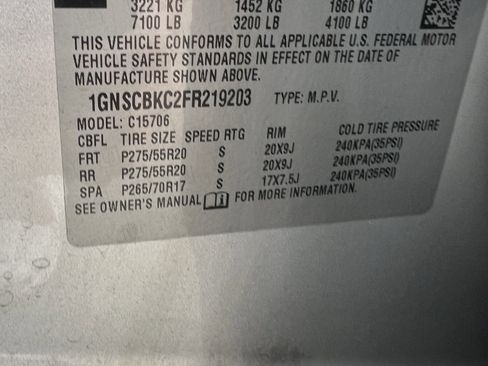 3221 KG 1452 KG 1860 KG
7100 LB 3200 LB 4100 LB
THIS VEHICLE CONFORMS TO ALL APPLICABLE U.S. FEDERAL MOTOR
VEHICLE SAFETY STANDARDS IN EFFECT ON THE DATE OF
MANUFACTURE SHOWN ABOVE.
1GNSCBKC2FR219203 TYPE: M.P.V.
MODEL: C15706
CBFL TIRE SIZE SPEED RTG RIM COLD TIRE PRESSURE
FRT P275/55R20 S 20X9J 240KPA(35PSI)
RR P275/55R20 S 20X9J 240KPA(35PSI)
SPA P265/70R17 S 17X7.5J 240KPA(35PSI)
SEE OWNER'S MANUAL i FOR MORE INFORMATION.